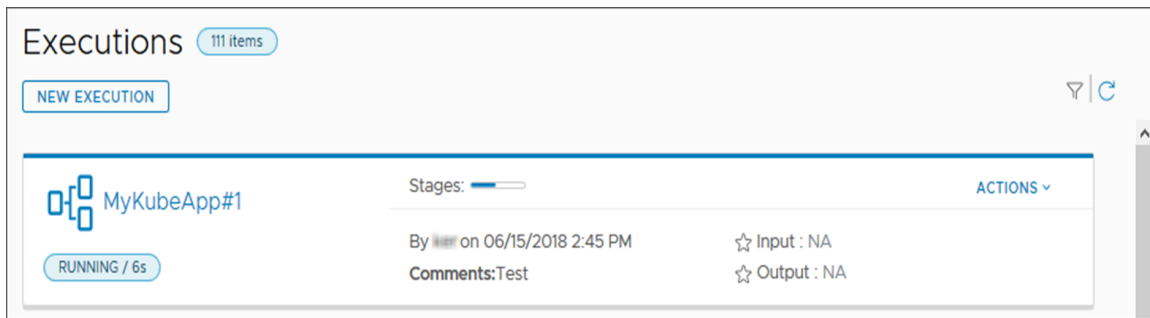 Executions 111 items
NEW EXECUTION
MyKubeApp#1
RUNNING / 6s
Stages:
ACTIONS
By on 06/15/2018 2:45 PM
Comments:Test
Input : NA
Output : NA